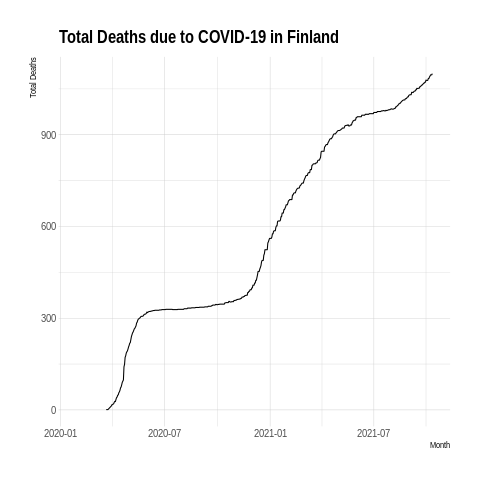 Total Deaths due to COVID-19 in Finland
Total Deaths
900
600
300
0
2020-01 2020-07 2021-01 2021-07
Month